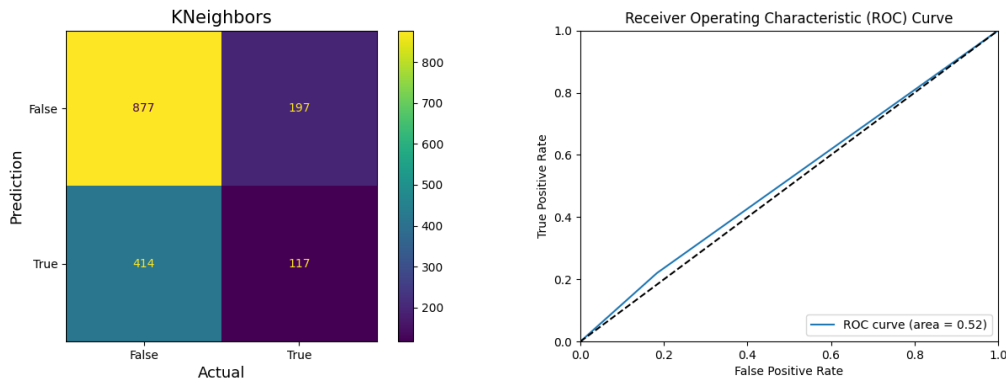 KNeighbors
False
True
Prediction
877
197
414
117
False
True
Actual
800
700
600
500
400
300
200
Receiver Operating Characteristic (ROC) Curve
True Positive Rate
1.0
0.8
0.6
0.4
0.2
0.0
0.0
0.2
0.4
0.6
0.8
1.0
False Positive Rate
ROC curve (area = 0.52)